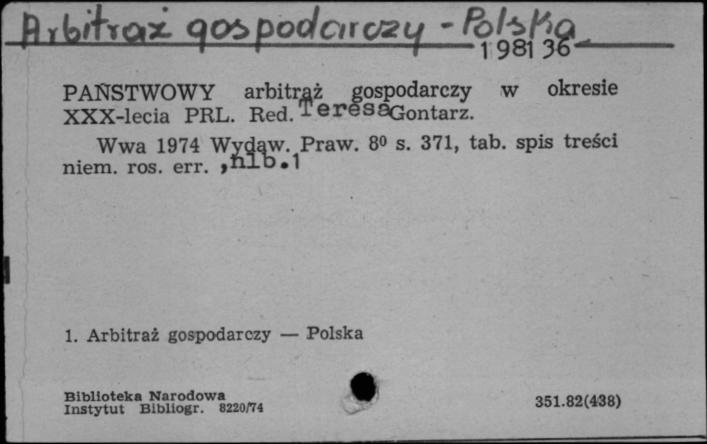 Arbitraż gospodarczy - Polska
1981 36
PAŃSTWOWY arbitraż gospodarczy w okresie
XXX-lecia PRL. Red. Teresa Gontarz.
Wwa 1974 Wydaw. Praw. 8⁰ s. 371, tab. spis treści
niem. ros. err. ,nlb.1
1. Arbitraż gospodarczy — Polska
Biblioteka Narodowa
Instytut Bibliogr. 8220/74
351.82(438)